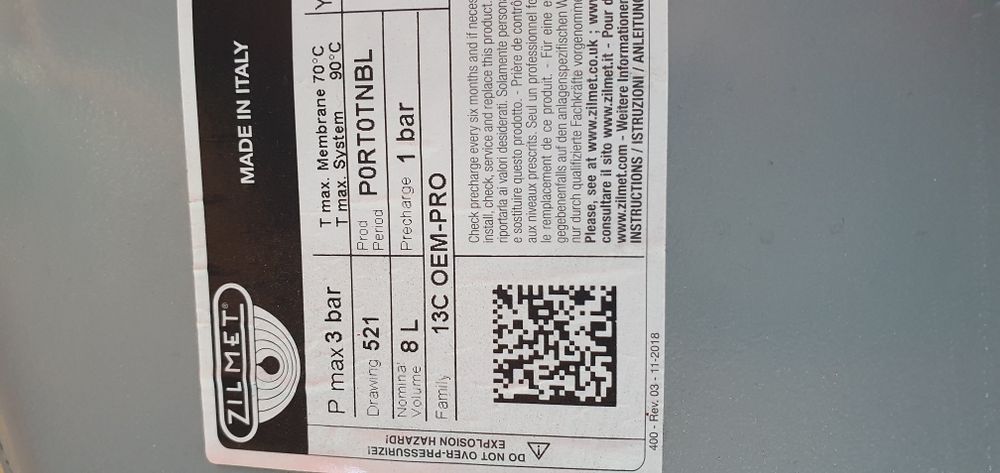 ZILMET®
MADE IN ITALY
P max 3 bar
T max. Membrane 70°C
T max. System 90°C
Y
Drawing 521
Prod
Period P0RT0TNBL
Nominal
Volume 8 L
Precharge 1 bar
Family 13C OEM-PRO
Check precharge every six months and if neces
install, check, service and replace this product.
riportarla ai valori desiderati. Solamente persona
e sostituire questo prodotto. - Prière de contrô
aux niveaux prescrits. Seul un professionnel fo
le remplacement de ce produit. - Für eine e
gegebenenfalls auf den anlagenspezifischen W
nur durch qualifizierte Fachkräfte vorgenomme
Please, see at www.zilmet.co.uk ; www
consultare il sito www.zilmet.it - Pour d
www.zilmet.com - Weitere Informationen
INSTRUCTIONS / ISTRUZIONI / ANLEITUNG
400 - Rev. 03 - 11-2018
DO NOT OVER-PRESSURIZE!
EXPLOSION HAZARD!